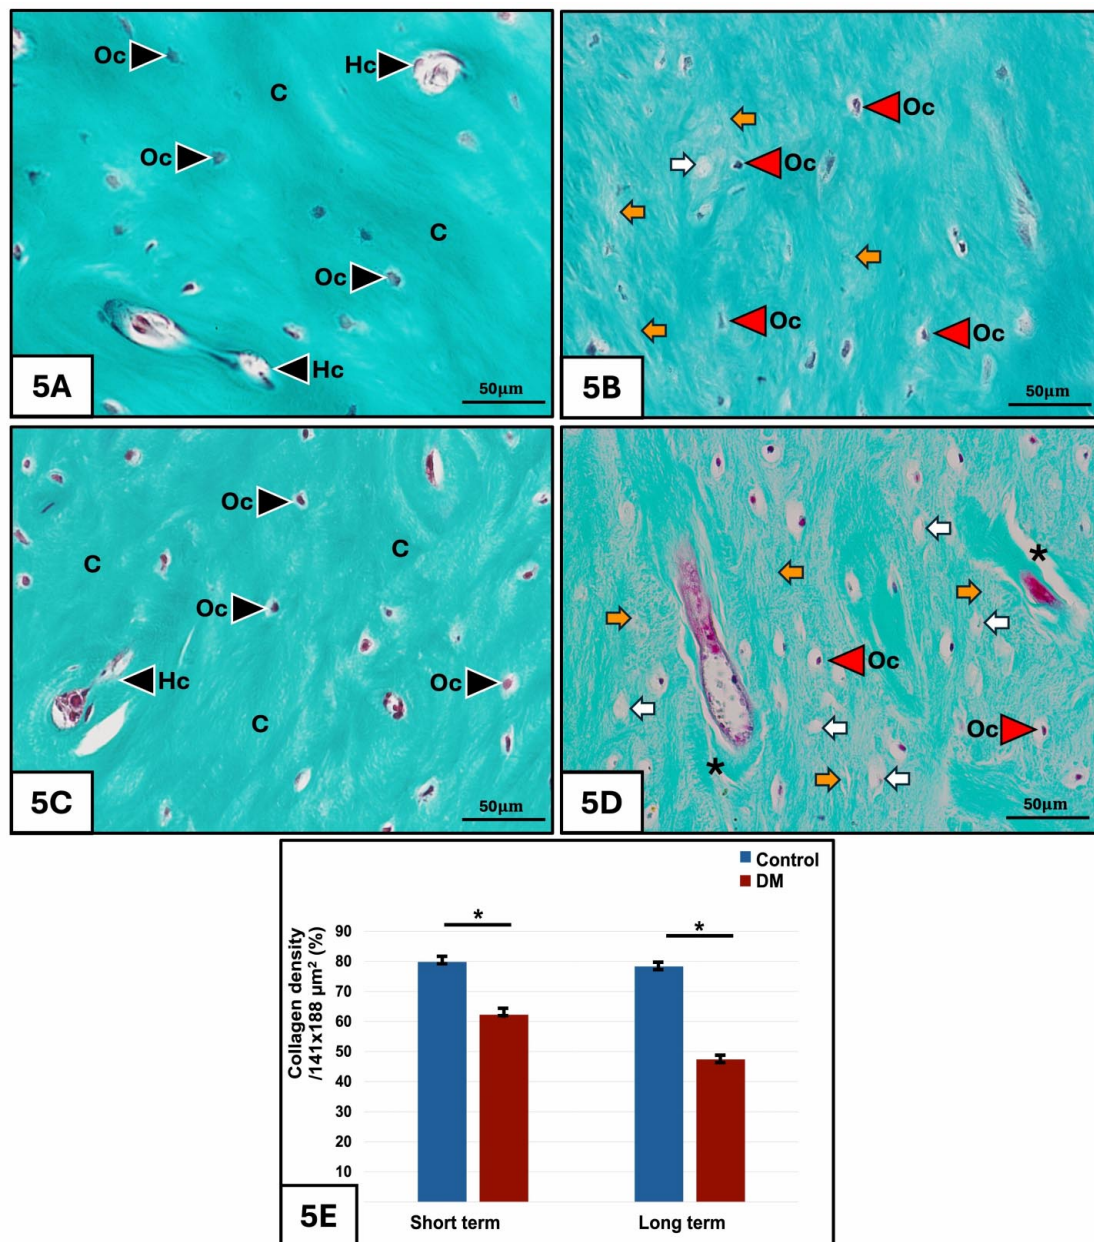 Oc
Hc
C
Oc
C
Oc
Hc
5A
50µm
Oc
Oc
Oc
Oc
5B
50µm
Oc
C
C
Oc
Hc
Oc
C
5C
50µm
*
Oc
Oc
*
5D
50µm
Control
DM
Collagen density
/141x188 µm² (%)
90
80
70
60
50
40
30
20
10
*
*
Short term
Long term
5E